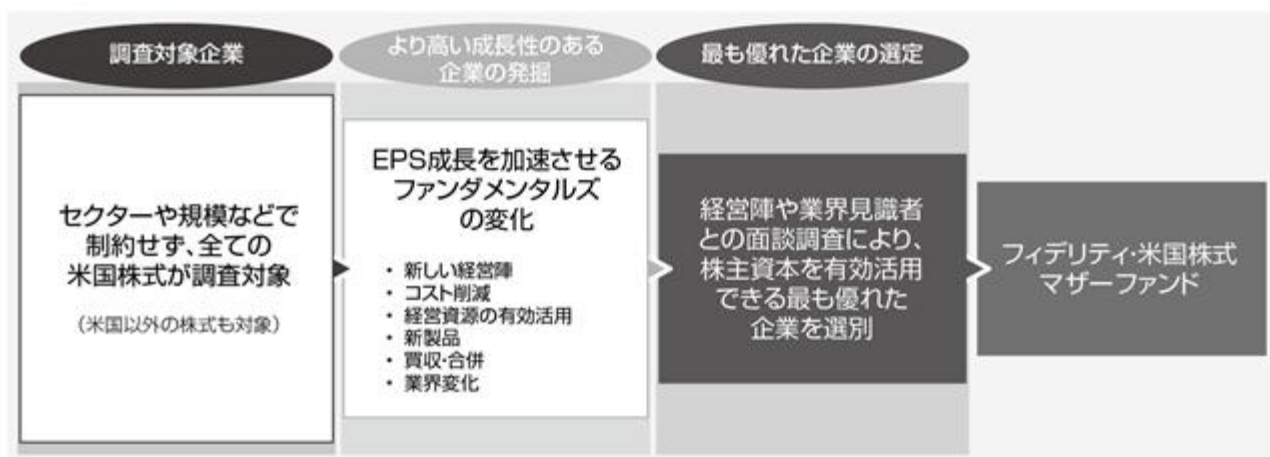 調査対象企業
より高い成長性のある
企業の発掘
最も優れた企業の選定
セクターや規模などで
制約せず、全ての
米国株式が調査対象
（米国以外の株式も対象）
EPS成長を加速させる
ファンダメンタルズ
の変化
・ 新しい経営陣
・ コスト削減
・ 経営資源の有効活用
・ 新製品
・ 買収・合併
・ 業界変化
経営陣や業界見識者
との面談調査により、
株主資本を有効活用
できる最も優れた
企業を選別
フィデリティ・米国株式
マザーファンド